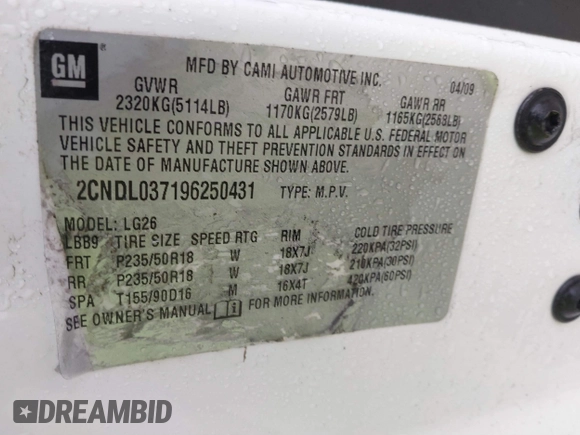 GM ®
MFD BY CAMI AUTOMOTIVE INC. 04/09
GVWR GAWR FRT GAWR RR
2320KG(5114LB) 1170KG(2579LB) 1165KG(2568LB)
THIS VEHICLE CONFORMS TO ALL APPLICABLE U.S. FEDERAL MOTOR
VEHICLE SAFETY AND THEFT PREVENTION STANDARDS IN EFFECT ON
THE DATE OF MANUFACTURE SHOWN ABOVE.
2CNDL037196250431 TYPE: M.P.V.
MODEL: LG26
LBB9 TIRE SIZE SPEED RTG RIM COLD TIRE PRESSURE
FRT P235/50R18 W 18X7J 220KPA(32PSI)
RR P235/50R18 W 18X7J 210KPA(30PSI)
SPA T155/90D16 M 16X4T 420KPA(60PSI)
SEE OWNER'S MANUAL i FOR MORE INFORMATION.
DREAMBID